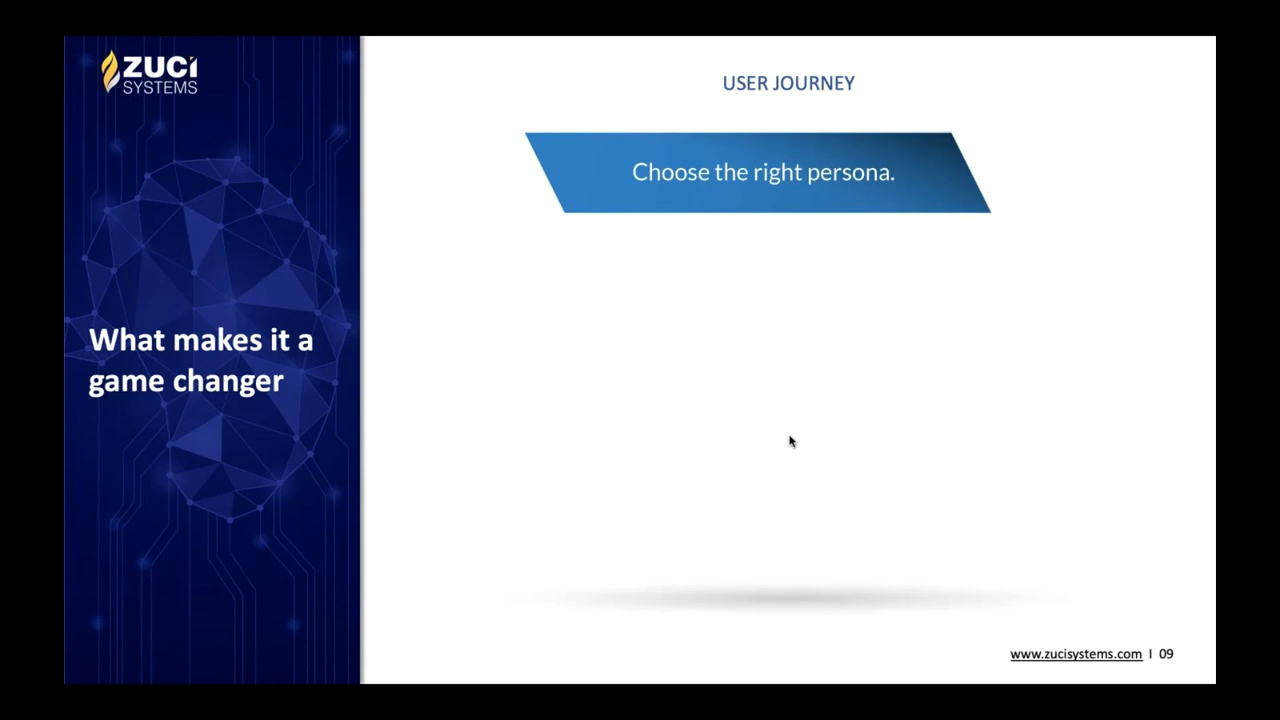 ZUCi
SYSTEMS
What makes it a
game changer
USER JOURNEY
Choose the right persona.
www.zucisystems.com I 09